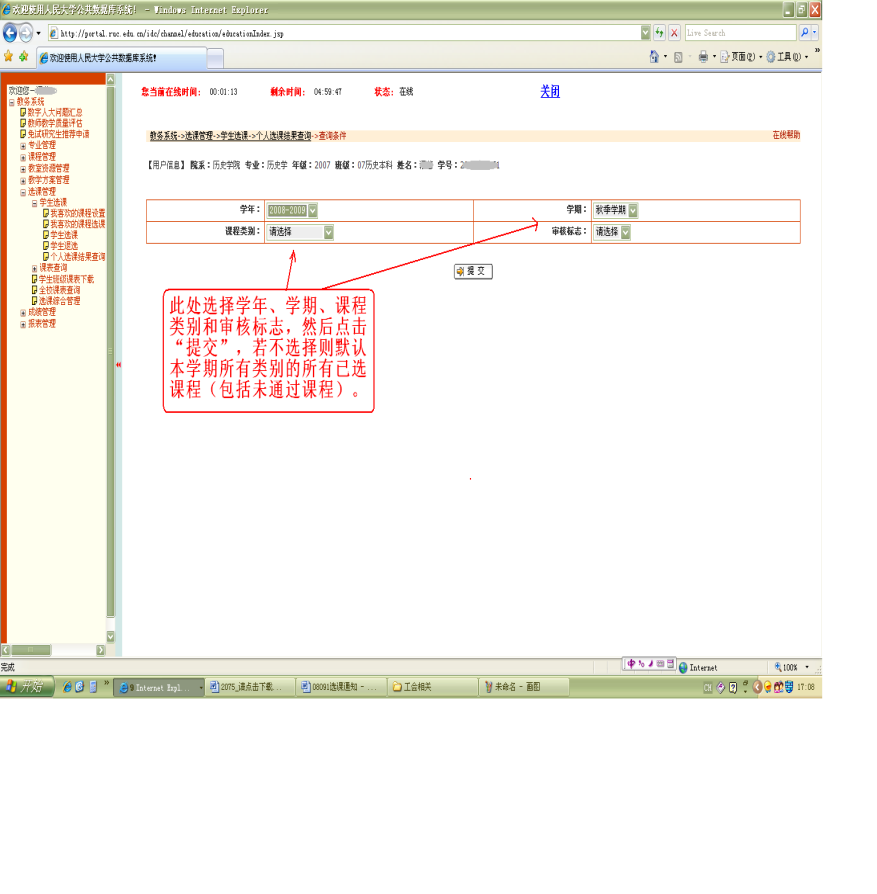 欢迎使用人民大学公共数据库系统! - Windows Internet Explorer
http://portal.ruc.edu.cn/idc/channel/education/educationIndex.jsp
Live Search
欢迎使用人民大学公共数据库系统!
页面(P)
工具(O)
欢迎您-
教务系统
数字人大问题汇总
教师教学质量评估
免试研究生推荐申请
专业管理
课程管理
教室资源管理
教学方案管理
选课管理
学生选课
我喜欢的课程设置
我喜欢的课程选课
学生选课
学生退选
个人选课结果查询
课表查询
学生班级课表下载
全校课表查询
选课综合管理
成绩管理
报表管理
您当前在线时间: 00:01:13 剩余时间: 04:59:47 状态: 在线 关闭
教务系统->选课管理->学生选课->个人选课结果查询->查询条件 在线帮助
【用户信息】 院系:历史学院 专业:历史学 年级:2007 班级:07历史本科 姓名: 学号:
学年: 2008-2009 学期: 秋季学期
课程类别: 请选择 审核标志: 请选择
提 交
此处选择学年、学期、课程
类别和审核标志,然后点击
“提交”,若不选择则默认
本学期所有类别的所有已选
课程(包括未通过课程)。
完成
中
Internet
100%
开始
9 Internet Expl...
2075_请点击下载...
08091选课通知 - ...
工会相关
未命名 - 画图
CH
17:08